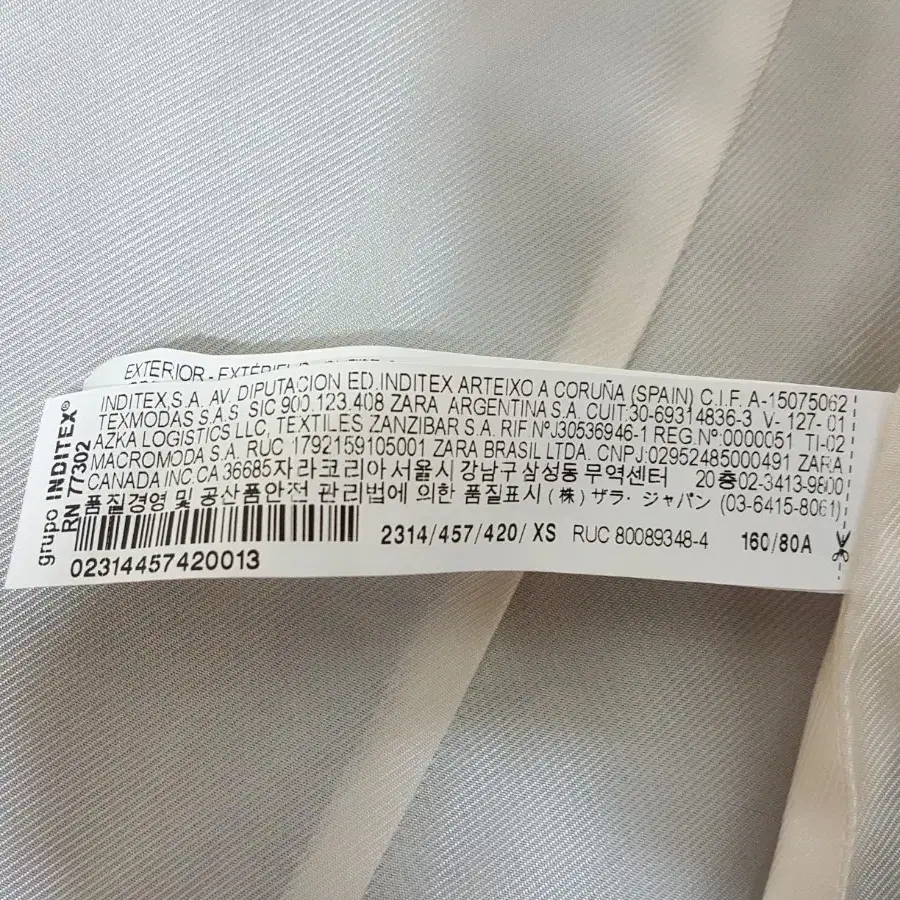 EXTERIOR - EXTÉRIEUR
grupo INDITEX®
RN 77302
INDITEX,S.A. AV. DIPUTACION ED.INDITEX ARTEIXO A CORUÑA (SPAIN) C.I.F. A-15075062
TEXMODAS S.A.S SIC 900.123.408 ZARA ARGENTINA S.A. CUIT:30-69314836-3 V- 127- 01
AZKA LOGISTICS LLC, TEXTILES ZANZIBAR S.A. RIF.NºJ30536946-1 REG Nº:0000051 TI-02
MACROMODA S.A. RUC 1792159105001 ZARA BRASIL LTDA. CNPJ:02952485000491 ZARA
CANADA INC.CA 36685자라코리아서울시 강남구 삼성동 무역센터 20층02-3413-9800
품질경영 및 공산품안전 관리법에 의한 품질표시 (株) ザラ・ジャパン (03-6415-8061)
2314/457/420/ XS RUC 80089348-4 160/80A
02314457420013